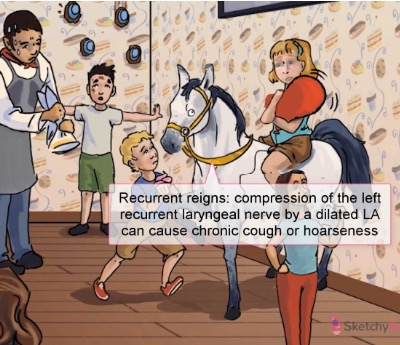 Recurrent reigns: compression of the left
recurrent laryngeal nerve by a dilated LA
can cause chronic cough or hoarseness
Sketchy